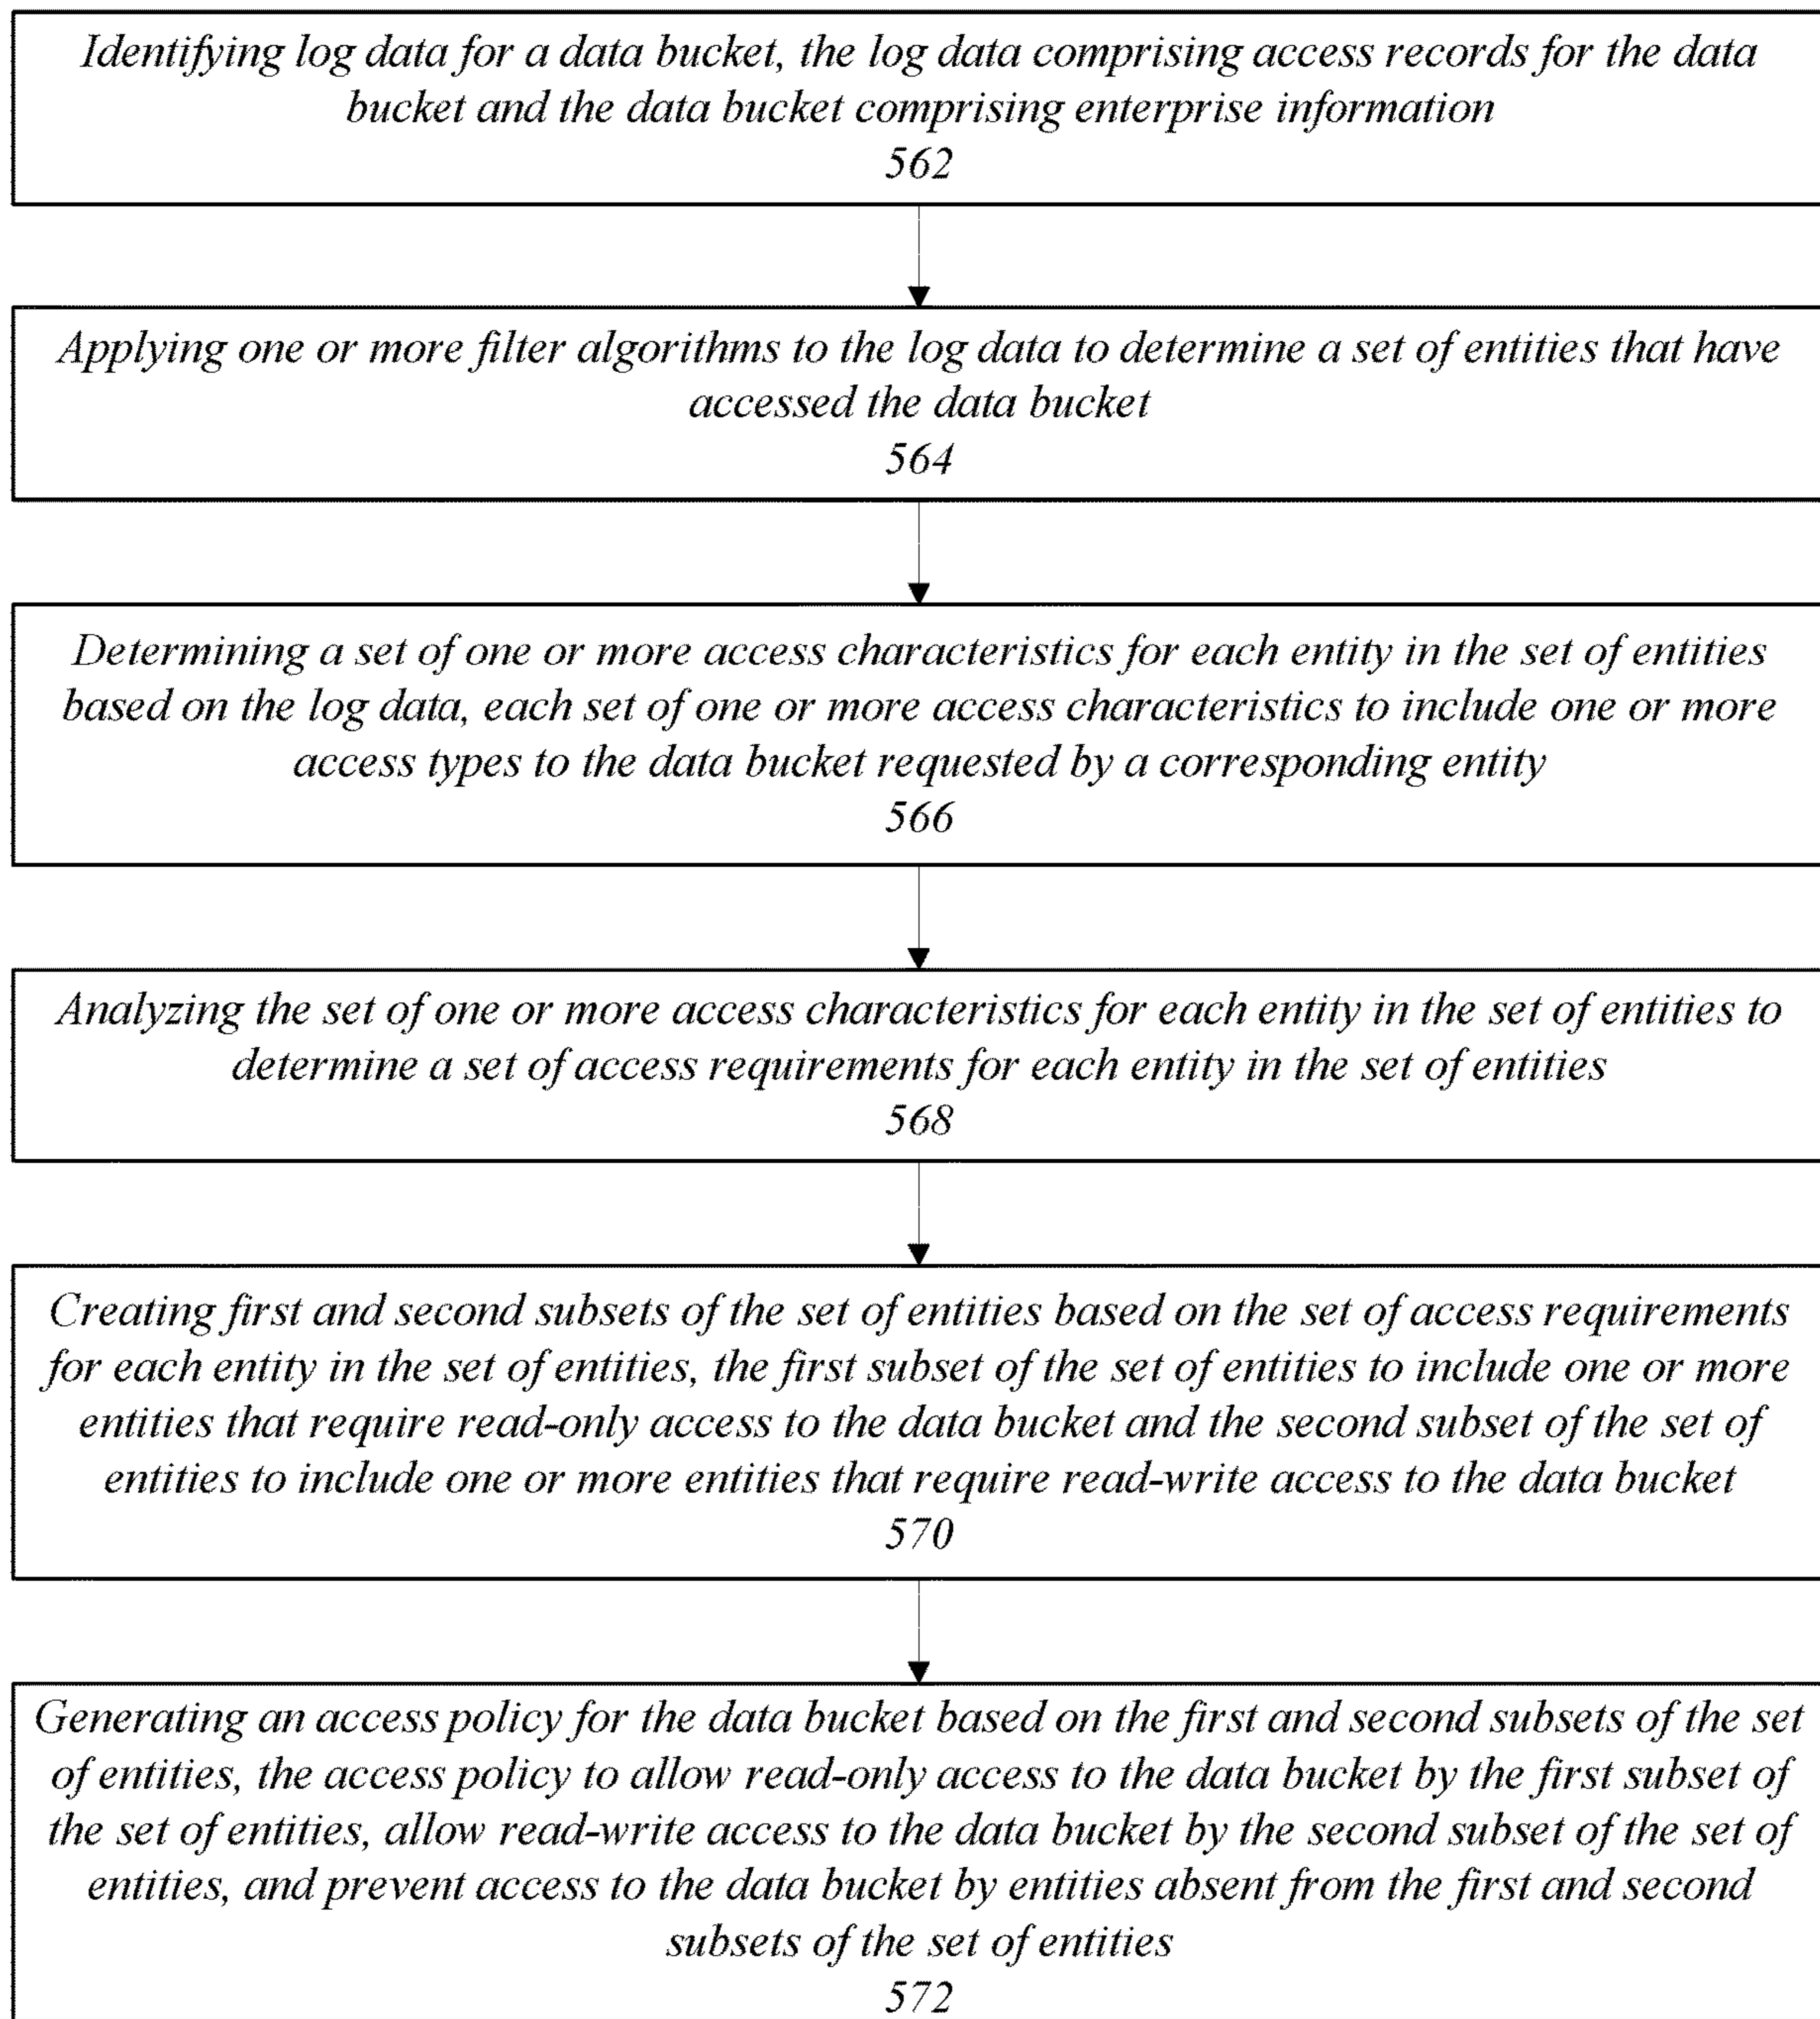 Identifying log data for a data bucket, the log data comprising access records for the data
bucket and the data bucket comprising enterprise information
562
Applying one or more filter algorithms to the log data to determine a set of entities that have
accessed the data bucket
564
Determining a set of one or more access characteristics for each entity in the set of entities
based on the log data, each set of one or more access characteristics to include one or more
access types to the data bucket requested by a corresponding entity
566
Analyzing the set of one or more access characteristics for each entity in the set of entities to
determine a set of access requirements for each entity in the set of entities
568
Creating first and second subsets of the set of entities based on the set of access requirements
for each entity in the set of entities, the first subset of the set of entities to include one or more
entities that require read-only access to the data bucket and the second subset of the set of
entities to include one or more entities that require read-write access to the data bucket
570
Generating an access policy for the data bucket based on the first and second subsets of the set
of entities, the access policy to allow read-only access to the data bucket by the first subset of
the set of entities, allow read-write access to the data bucket by the second subset of the set of
entities, and prevent access to the data bucket by entities absent from the first and second
subsets of the set of entities
572